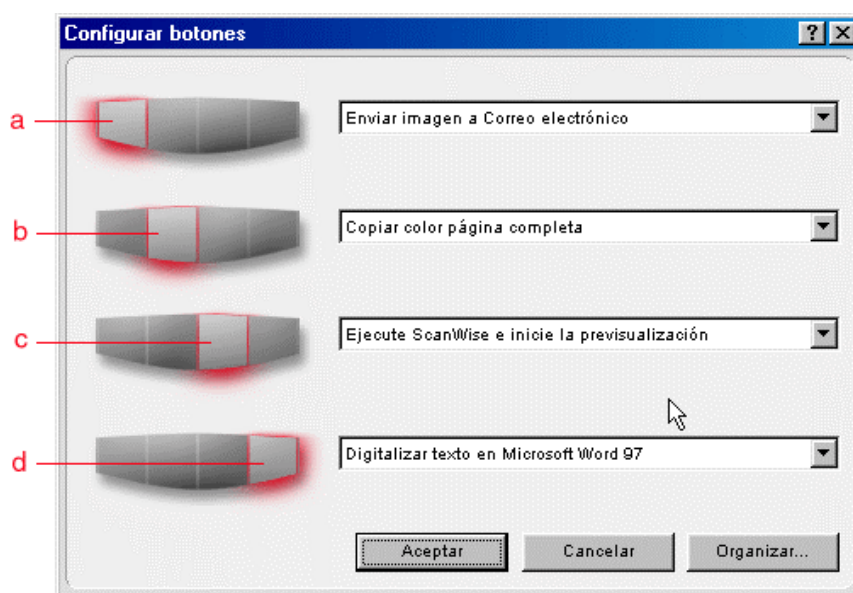 Configurar botones
a
Enviar imagen a Correo electrónico
b
Copiar color página completa
c
Ejecute ScanWise e inicie la previsualización
d
Digitalizar texto en Microsoft Word 97
Aceptar
Cancelar
Organizar...